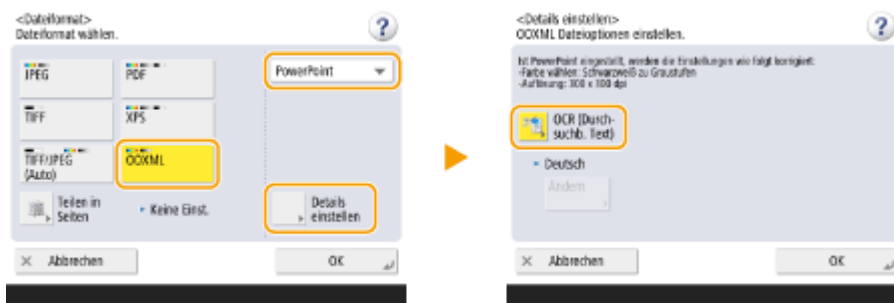 <Dateiformat>
Dateiformat wählen.
?
JPEG
PDF
PowerPoint
TIFF
XPS
TIFF/JPEG
(Auto)
OOXML
Teilen in
Seiten
Keine Einst.
Details
einstellen
Abbrechen
OK
<Details einstellen>
OOXML Dateioptionen einstellen.
?
Ist PowerPoint eingestellt, werden die Einstellungen wie folgt korrigiert:
-Farbe wählen: Schwarzweiß zu Graustufen
-Auflösung: 300 x 300 dpi
OCR (Durch-
suchb. Text)
Deutsch
Ändern
Abbrechen
OK